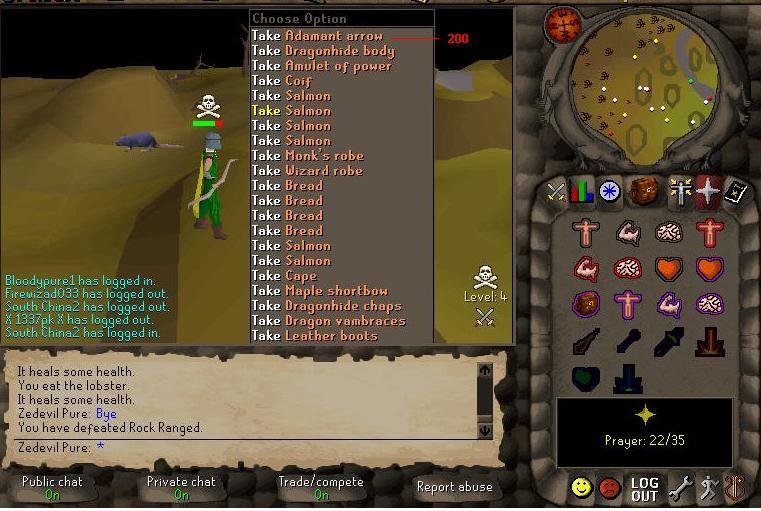 Choose Option
Take Adamant arrow
200
Take Dragonhide body
Take Amulet of power
Take Coif
Take Salmon
Take Salmon
Take Salmon
Take Salmon
Take Monk's robe
Take Wizard robe
Take Bread
Take Bread
Take Bread
Take Bread
Take Salmon
Take Salmon
Take Cape
Take Maple shortbow
Take Dragonhide chaps
Take Dragon vambraces
Take Leather boots
Bloodypure1 has logged in.
Firewizad033 has logged out.
South China2 has logged out.
X 1337pk X has logged out.
South China2 has logged in.
Level: 4
It heals some health.
You eat the lobster.
It heals some health.
Zedevil Pure: Bye
You have defeated Rock Ranged.
Zedevil Pure: *
Prayer: 22/35
Public chat
On
Private chat
On
Trade/compete
On
Report abuse
LOG
OUT